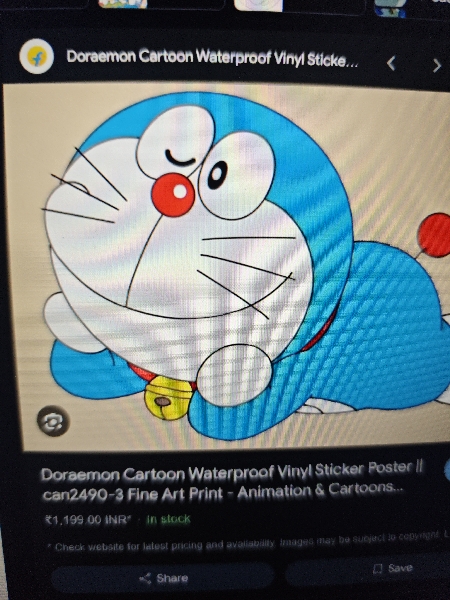 Doraemon Cartoon Waterproof Vinyl Sticke...
Doraemon Cartoon Waterproof Vinyl Sticker Poster ||
can2490-3 Fine Art Print - Animation & Cartoons...
₹1,199.00 INR* · In stock
* Check website for latest pricing and availability. Images may be subject to copyright. L
Share
Save